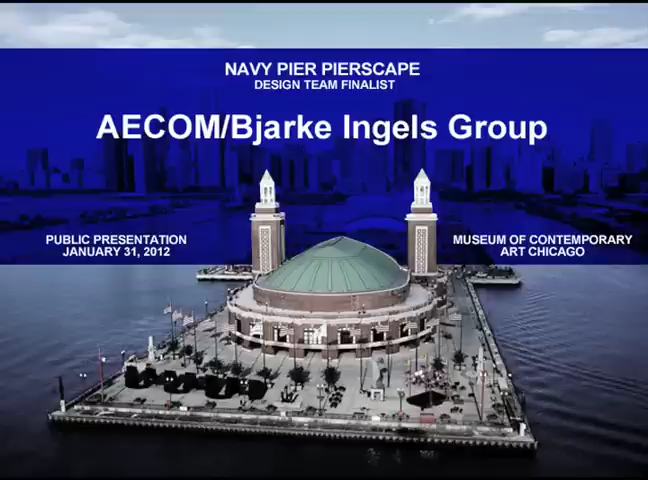 NAVY PIER PIERSCAPE
DESIGN TEAM FINALIST
AECOM/Bjarke Ingels Group
PUBLIC PRESENTATION
JANUARY 31, 2012
MUSEUM OF CONTEMPORARY
ART CHICAGO